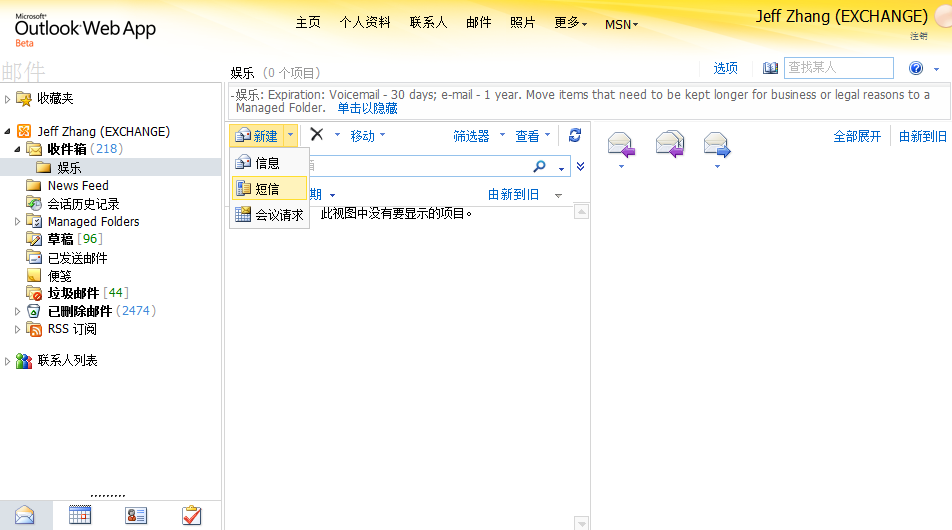 Microsoft®
Outlook Web App
Beta
主页 个人资料 联系人 邮件 照片 更多 MSN
Jeff Zhang (EXCHANGE)
注销
邮件
娱乐 (0 个项目)
选项 查找某人
-娱乐: Expiration: Voicemail - 30 days; e-mail - 1 year. Move items that need to be kept longer for business or legal reasons to a
Managed Folder. 单击以隐藏
收藏夹
Jeff Zhang (EXCHANGE)
收件箱 (218)
娱乐
News Feed
会话历史记录
Managed Folders
草稿 [96]
已发送邮件
便笺
垃圾邮件 [44]
已删除邮件 (2474)
RSS 订阅
联系人列表
新建 移动 筛选器 查看
信息
短信
会议请求
期 由新到旧
此视图中没有要显示的项目。
全部展开 由新到旧